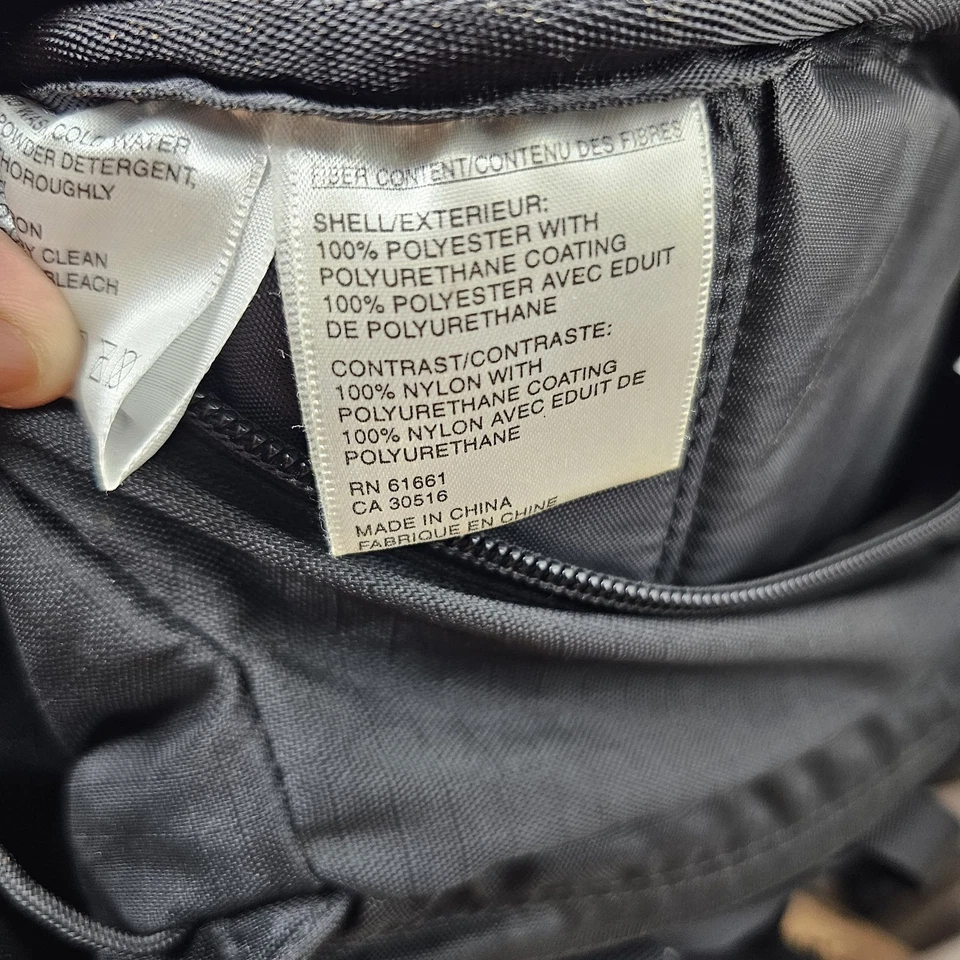 COLD WATER
POWDER DETERGENT,
THOROUGHLY
CLEAN
BLEACH
FIBER CONTENT/CONTENU DES FIBRES
SHELL/EXTERIEUR:
100% POLYESTER WITH
POLYURETHANE COATING
100% POLYESTER AVEC EDUIT
DE POLYURETHANE
CONTRAST/CONTRASTE:
100% NYLON WITH
POLYURETHANE COATING
100% NYLON AVEC EDUIT DE
POLYURETHANE
RN 61661
CA 30516
MADE IN CHINA
FABRIQUE EN CHINE